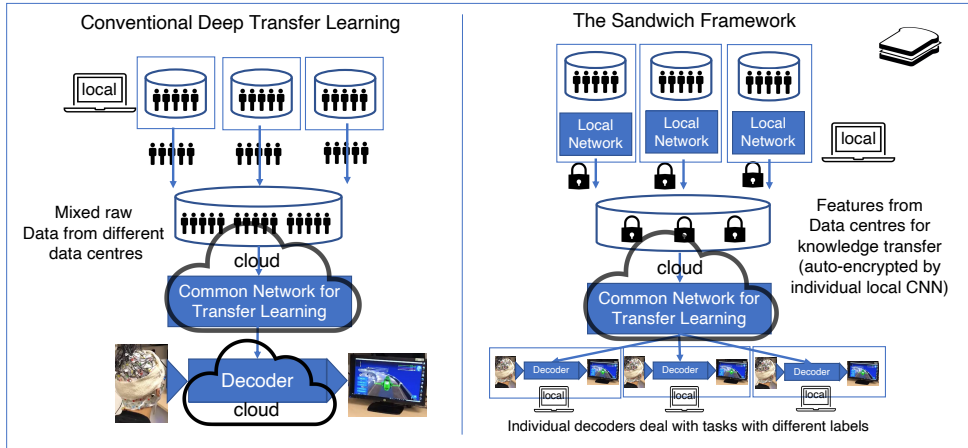 Conventional Deep Transfer Learning
local
Mixed raw
Data from different
data centres
cloud
Common Network for
Transfer Learning
Decoder
cloud
The Sandwich Framework
Local
Network
Local
Network
Local
Network
local
Features from
Data centres for
knowledge transfer
(auto-encrypted by
individual local CNN)
cloud
Common Network for
Transfer Learning
Decoder
Decoder
Decoder
local
local
local
Individual decoders deal with tasks with different labels